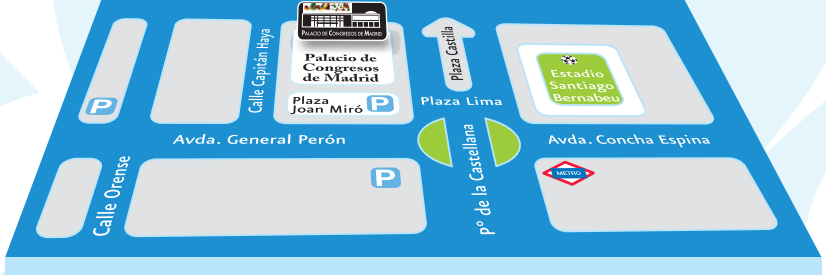 PALACIO DE CONGRESOS DE MADRID
Palacio de
Congresos
de Madrid
Plaza
Joan Miró
P
Calle Capitán Haya
Plaza Castilla
Plaza Lima
Estadio
Santiago
Bernabeu
P
Avda. General Perón
Avda. Concha Espina
Calle Orense
P
Pº de la Castellana
METRO